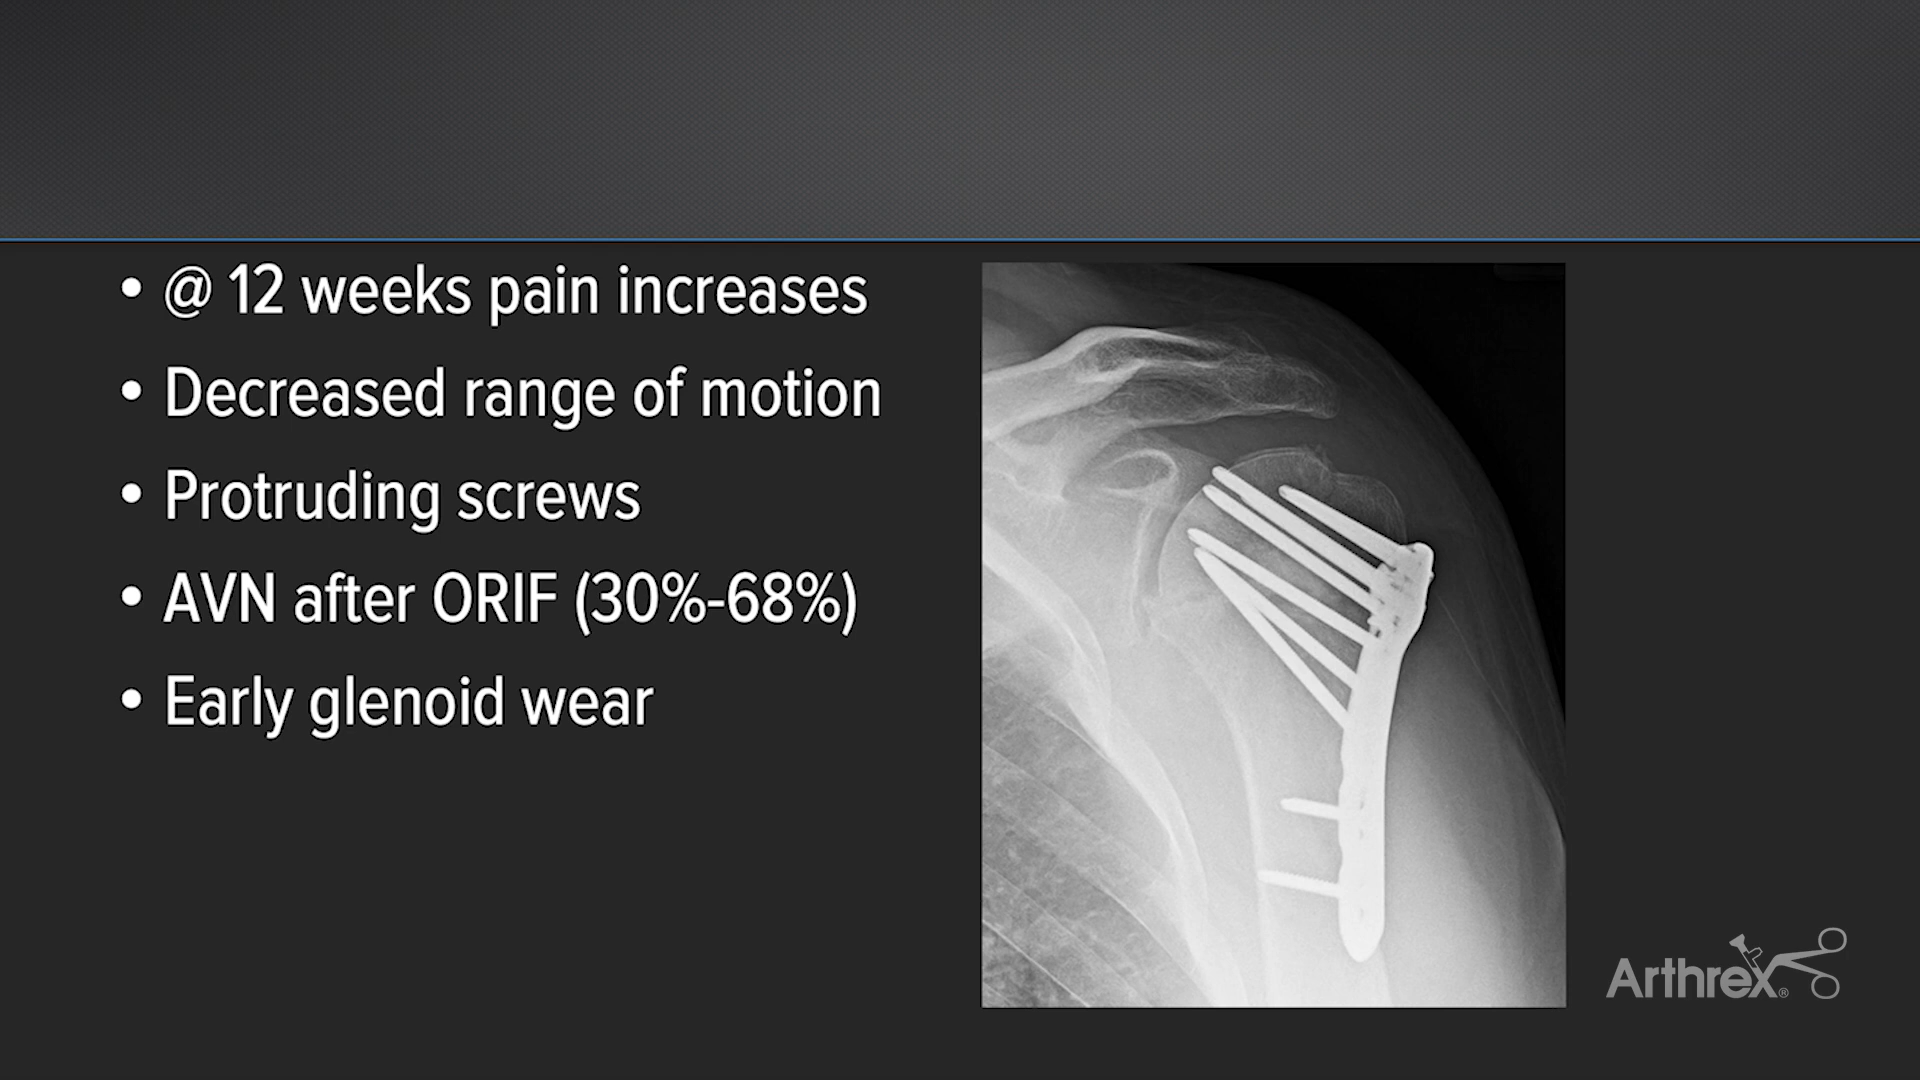 • @ 12 weeks pain increases
• Decreased range of motion
• Protruding screws
• AVN after ORIF (30%-68%)
• Early glenoid wear
Arthrex®